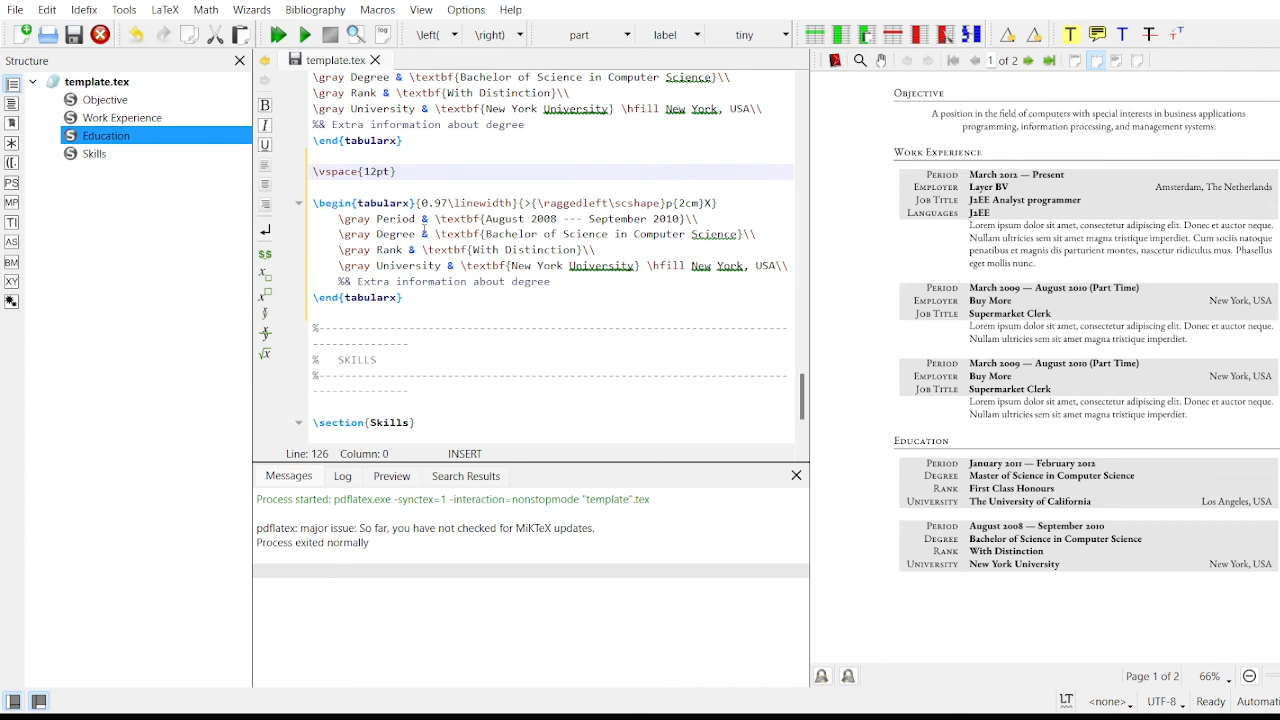 File Edit Idefix Tools LaTeX Math Wizards Bibliography Macros View Options Help
\left( \right) part label tiny
Structure
template.tex
1 of 2
template.tex
Objective
Work Experience
Education
Skills
\gray Degree & \textbf{Bachelor of Science in Computer Science}\\
\gray Rank & \textbf{With Distinction}\\
\gray University & \textbf{New York University} \hfill New York, USA\\
%& Extra information about degree
\end{tabularx}
\vspace{12pt}
\begin{tabularx}{0.97\linewidth}{>{\raggedleft\scshape}p{2cm}X}
\gray Period & \textbf{August 2008 --- September 2010}\\
\gray Degree & \textbf{Bachelor of Science in Computer Science}\\
\gray Rank & \textbf{With Distinction}\\
\gray University & \textbf{New York University} \hfill New York, USA\\
%& Extra information about degree
\end{tabularx}
% SKILLS
\section{Skills}
Line: 126 Column: 0 INSERT
Messages Log Preview Search Results
Process started: pdflatex.exe -synctex=1 -interaction=nonstopmode "template".tex
pdflatex: major issue: So far, you have not checked for MiKTeX updates.
Process exited normally
Objective
A position in the field of computers with special interests in business applications
programming, information processing, and management systems.
Work Experience
Period March 2012 — Present
Employer Layer BV Amsterdam, The Netherlands
Job Title J2EE Analyst programmer
Languages J2EE
Lorem ipsum dolor sit amet, consectetur adipiscing elit. Donec et auctor neque.
Nullam ultricies sem sit amet magna tristique imperdiet. Cum sociis natoque
penatibus et magnis dis parturient montes, nascetur ridiculus mus. Phasellus
eget mollis nunc.
Period March 2009 — August 2010 (Part Time)
Employer Buy More New York, USA
Job Title Supermarket Clerk
Lorem ipsum dolor sit amet, consectetur adipiscing elit. Donec et auctor neque.
Nullam ultricies sem sit amet magna tristique imperdiet.
Period March 2009 — August 2010 (Part Time)
Employer Buy More New York, USA
Job Title Supermarket Clerk
Lorem ipsum dolor sit amet, consectetur adipiscing elit. Donec et auctor neque.
Nullam ultricies sem sit amet magna tristique imperdiet.
Education
Period January 2011 — February 2012
Degree Master of Science in Computer Science
Rank First Class Honours
University The University of California Los Angeles, USA
Period August 2008 — September 2010
Degree Bachelor of Science in Computer Science
Rank With Distinction
University New York University New York, USA
Page 1 of 2 66%
LT <none> UTF-8 Ready Automati